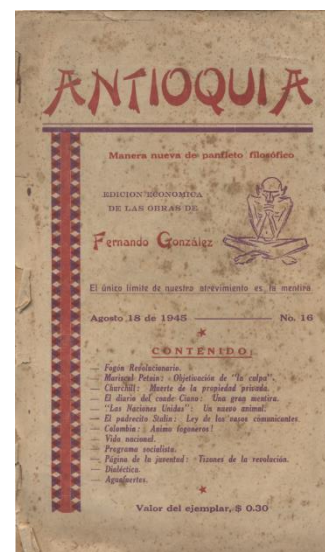 ANTIOQUIA
Manera nueva de panfleto filosófico
EDICION ECONOMICA
DE LAS OBRAS DE
Fernando González
El único límite de nuestro atrevimiento es la mentira
Agosto 18 de 1945 No. 16
CONTENIDO:
— Fogón Revolucionario.
— Mariscal Petain: Objetivación de "la culpa".
— Churchill: Muerte de la propiedad privada.
— El diario del conde Ciano: Una gran mentira.
— "Las Naciones Unidas": Un nuevo animal.
— El padrecito Stalin: Ley de los vasos comunicantes.
— Colombia: Animo fogoneros!
— Vida nacional.
— Programa socialista.
— Página de la juventud: Tizones de la revolución.
— Dialéctica.
— Aguafuertes.
Valor del ejemplar, $ 0.30